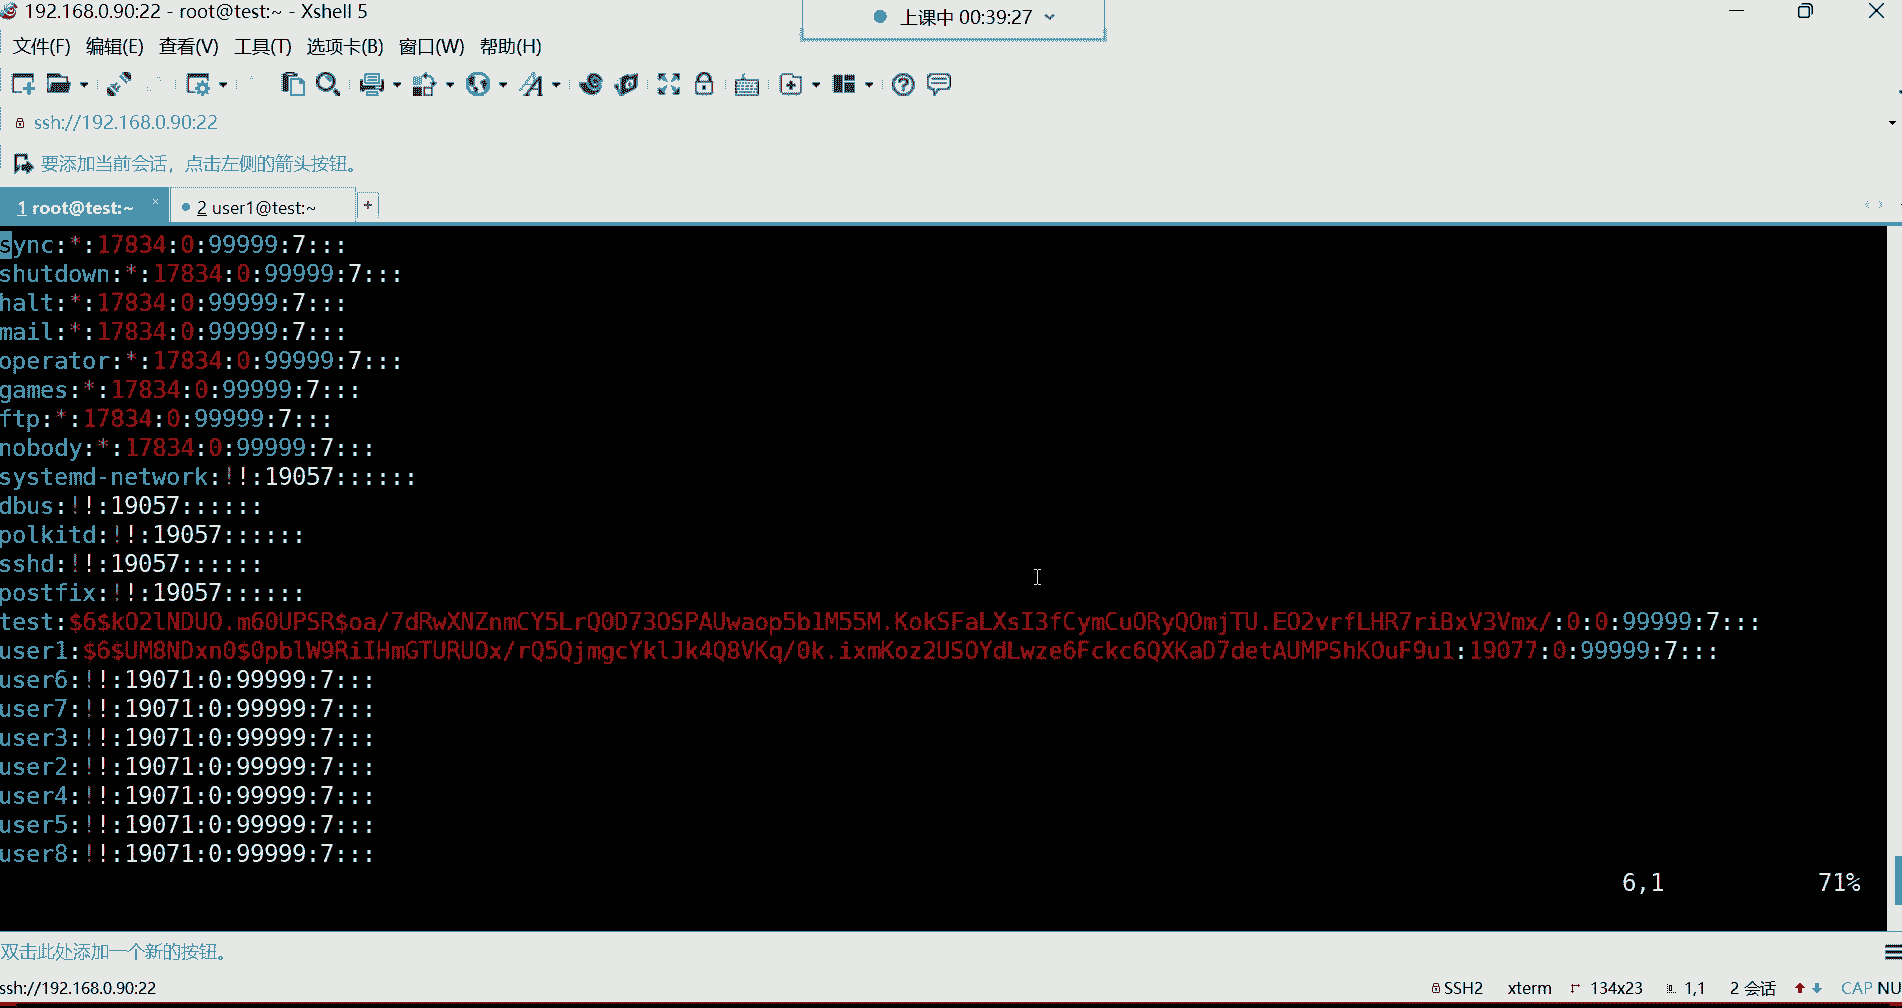 192.168.0.90:22 - root@test:~ - Xshell 5
上课中 00:39:27
文件(F) 编辑(E) 查看(V) 工具(T) 选项卡(B) 窗口(W) 帮助(H)
ssh://192.168.0.90:22
要添加当前会话，点击左侧的箭头按钮。
1 root@test:~ × 2 user1@test:~ +
sync:*:17834:0:99999:7:::
shutdown:*:17834:0:99999:7:::
halt:*:17834:0:99999:7:::
mail:*:17834:0:99999:7:::
operator:*:17834:0:99999:7:::
games:*:17834:0:99999:7:::
ftp:*:17834:0:99999:7:::
nobody:*:17834:0:99999:7:::
systemd-network:!!:19057::::::
dbus:!!:19057::::::
polkitd:!!:19057::::::
sshd:!!:19057::::::
postfix:!!:19057::::::
test:$6$kO2lNDUO.m60UPSR$oa/7dRwXNZnmCY5LrQ0D73OSPAUwaop5b1M55M.KokSFaLXsI3fCymCuORyQOmjTU.EO2vrfLHR7riBxV3Vmx/:0:0:99999:7:::
user1:$6$UM8NDxn0$0pblW9RiIHmGTURUOx/rQ5QjmgcYklJk4Q8VKq/0k.ixmKoz2USOYdLwze6Fckc6QXKaD7detAUMPShKOuF9u1:19077:0:99999:7:::
user6:!!:19071:0:99999:7:::
user7:!!:19071:0:99999:7:::
user3:!!:19071:0:99999:7:::
user2:!!:19071:0:99999:7:::
user4:!!:19071:0:99999:7:::
user5:!!:19071:0:99999:7:::
user8:!!:19071:0:99999:7:::
6,1 71%
双击此处添加一个新的按钮。
ssh://192.168.0.90:22 SSH2 xterm 134x23 1,1 2 会话 CAP NU